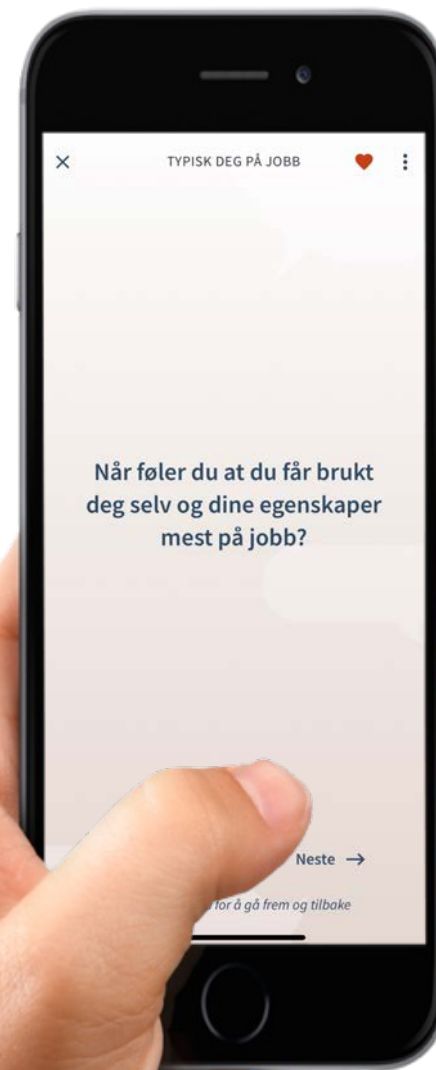 TYPISK DEG PÅ JOBB
Når føler du at du får brukt
deg selv og dine egenskaper
mest på jobb?
Neste →
for å gå frem og tilbake